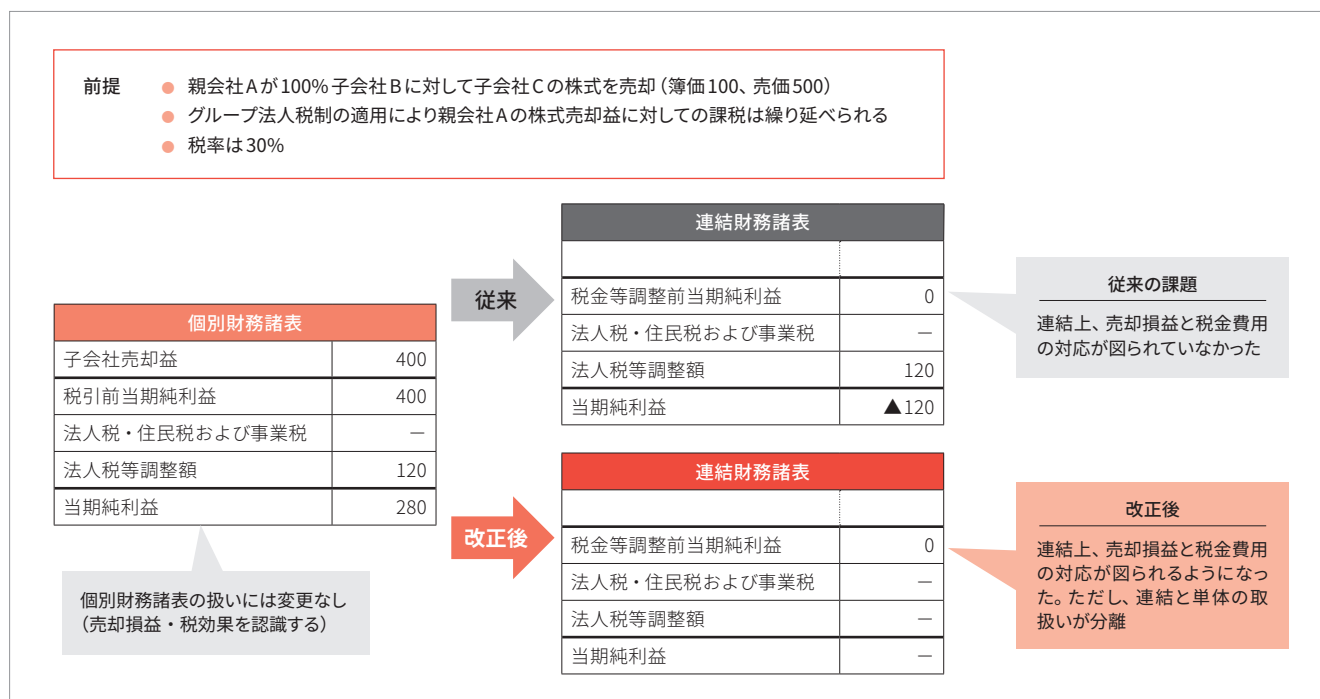 前提
● 親会社Aが100%子会社Bに対して子会社Cの株式を売却（簿価100、売価500）
● グループ法人税制の適用により親会社Aの株式売却益に対しての課税は繰り延べられる
● 税率は30%
個別財務諸表
子会社売却益 400
税引前当期純利益 400
法人税・住民税および事業税 －
法人税等調整額 120
当期純利益 280
個別財務諸表の扱いには変更なし
（売却損益・税効果を認識する）
従来
連結財務諸表
税金等調整前当期純利益 0
法人税・住民税および事業税 －
法人税等調整額 120
当期純利益 ▲120
従来の課題
連結上、売却損益と税金費用
の対応が図られていなかった
改正後
連結財務諸表
税金等調整前当期純利益 0
法人税・住民税および事業税 －
法人税等調整額 －
当期純利益 －
改正後
連結上、売却損益と税金費用
の対応が図られるようになっ
た。ただし、連結と単体の取
扱いが分離